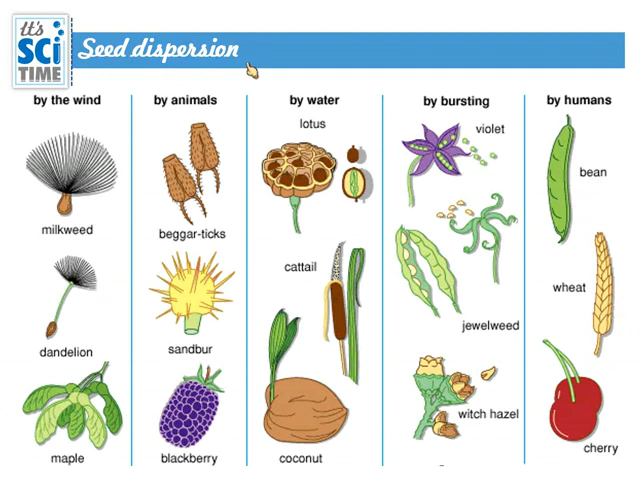 It's
SCi
TIME
Seed dispersion
by the wind
by animals
by water
by bursting
by humans
lotus
violet
bean
milkweed
beggar-ticks
cattail
wheat
dandelion
sandbur
jewelweed
witch hazel
maple
blackberry
coconut
cherry